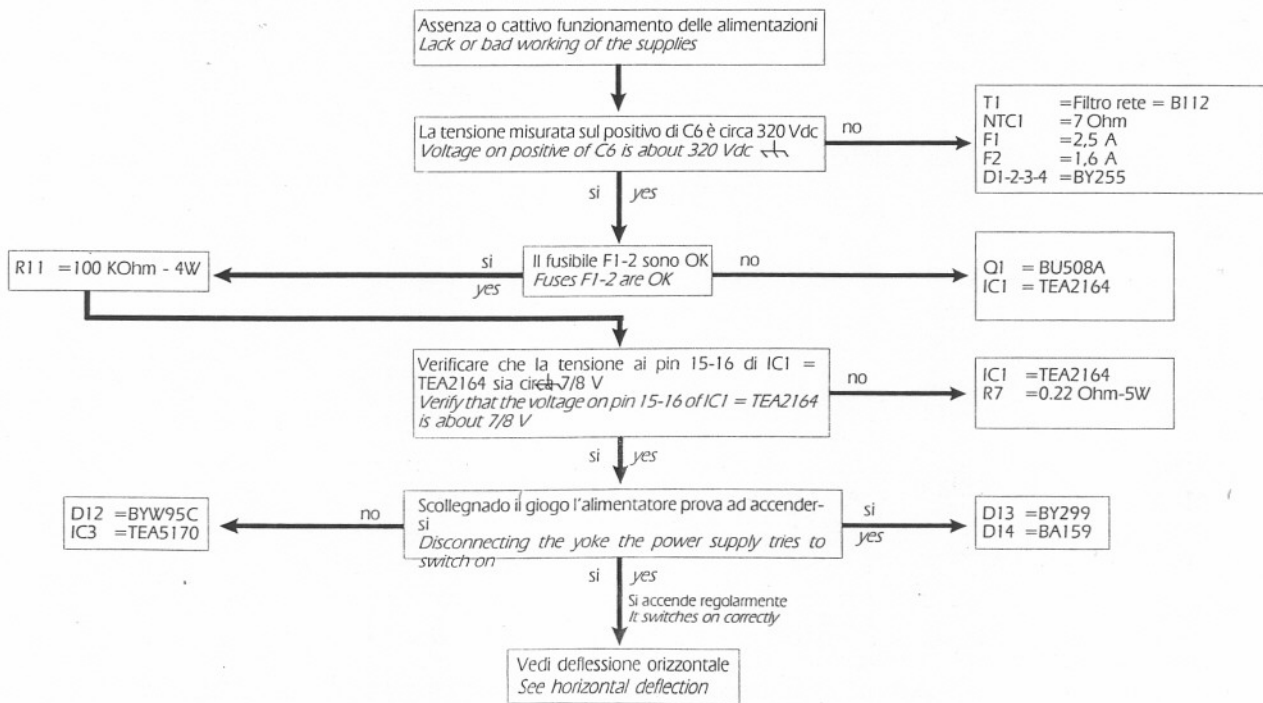 Assenza o cattivo funzionamento delle alimentazioni
Lack or bad working of the supplies
La tensione misurata sul positivo di C6 è circa 320 Vdc
Voltage on positive of C6 is about 320 Vdc
no
T1 =Filtro rete = B112
NTC1 =7 Ohm
F1 =2,5 A
F2 =1,6 A
D1-2-3-4 =BY255
si yes
R11 =100 KOhm - 4W
si
yes
Il fusibile F1-2 sono OK
Fuses F1-2 are OK
no
Q1 = BU508A
IC1 = TEA2164
Verificare che la tensione ai pin 15-16 di IC1 =
TEA2164 sia circa 7/8 V
Verify that the voltage on pin 15-16 of IC1 = TEA2164
is about 7/8 V
no
IC1 =TEA2164
R7 =0.22 Ohm-5W
si yes
D12 =BYW95C
IC3 =TEA5170
no
Scollegnado il giogo l'alimentatore prova ad accender-
si
Disconnecting the yoke the power supply tries to
switch on
si
yes
D13 =BY299
D14 =BA159
si yes
Si accende regolarmente
It switches on correctly
Vedi deflessione orizzontale
See horizontal deflection